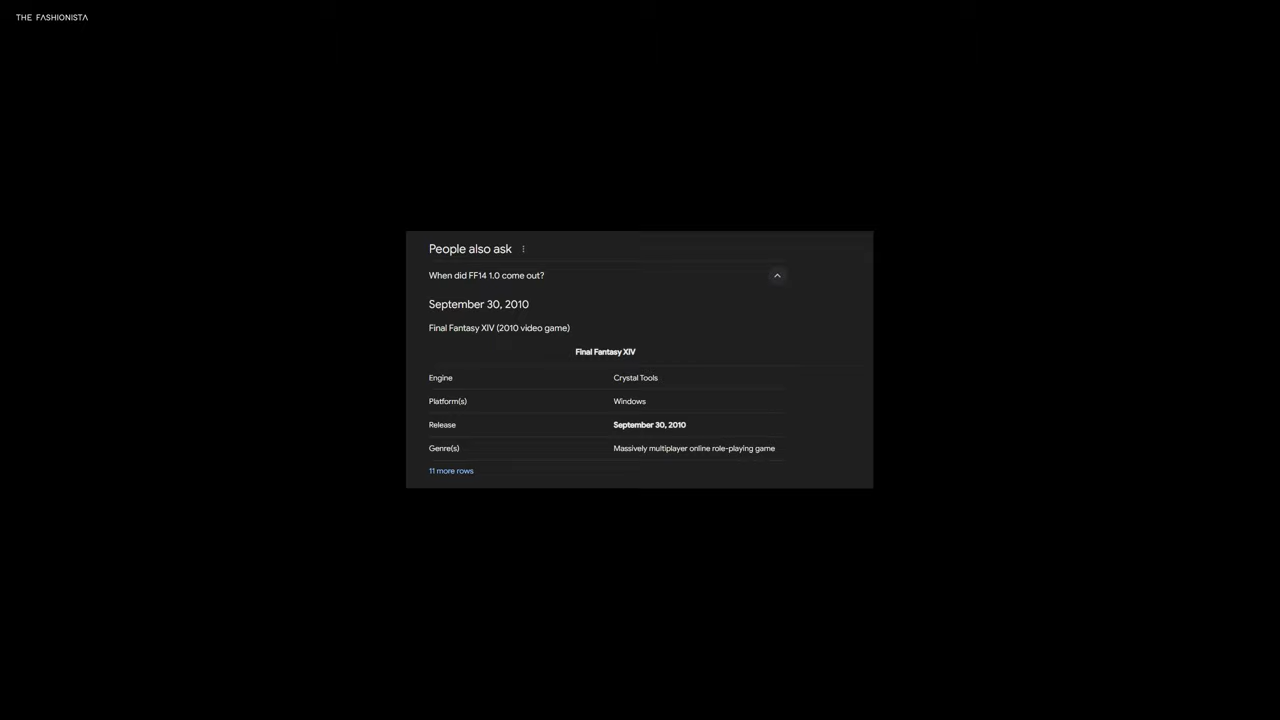 THE FASHIONISTA
People also ask
When did FF14 1.0 come out?
September 30, 2010
Final Fantasy XIV (2010 video game)
Final Fantasy XIV
Engine Crystal Tools
Platform(s) Windows
Release September 30, 2010
Genre(s) Massively multiplayer online role-playing game
11 more rows